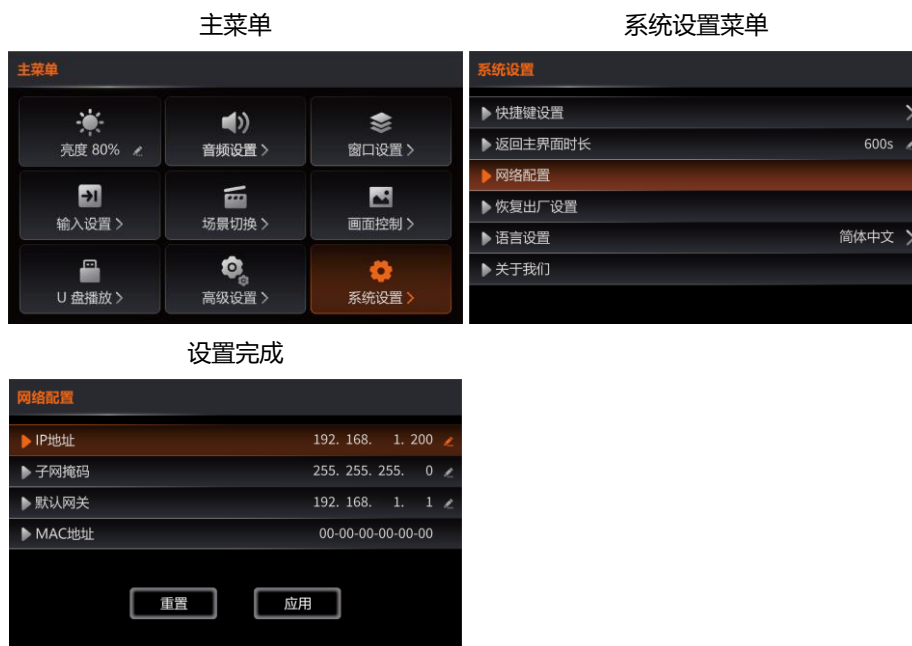 主菜单
系统设置菜单
主菜单
亮度 80%
音频设置 >
窗口设置 >
输入设置 >
场景切换 >
画面控制 >
U 盘播放 >
高级设置 >
系统设置 >
系统设置
快捷键设置
返回主界面时长 600s
网络配置
恢复出厂设置
语言设置 简体中文
关于我们
设置完成
网络配置
IP地址 192. 168. 1. 200
子网掩码 255. 255. 255. 0
默认网关 192. 168. 1. 1
MAC地址 00-00-00-00-00-00
重置 应用